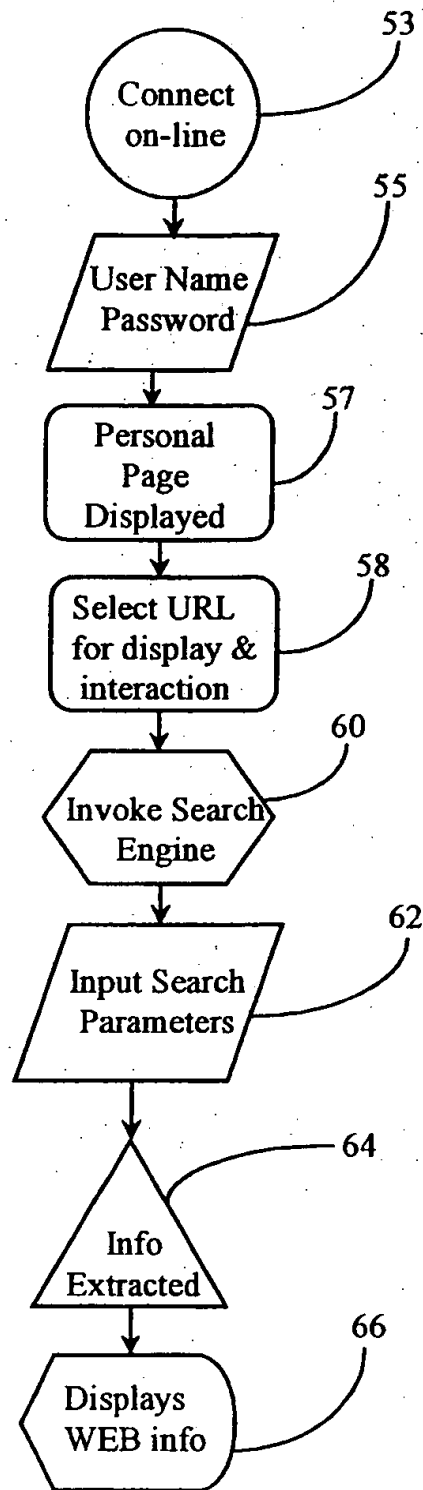 53
Connect
on-line
55
User Name
Password
57
Personal
Page
Displayed
58
Select URL
for display &
interaction
60
Invoke Search
Engine
62
Input Search
Parameters
64
Info
Extracted
66
Displays
WEB info